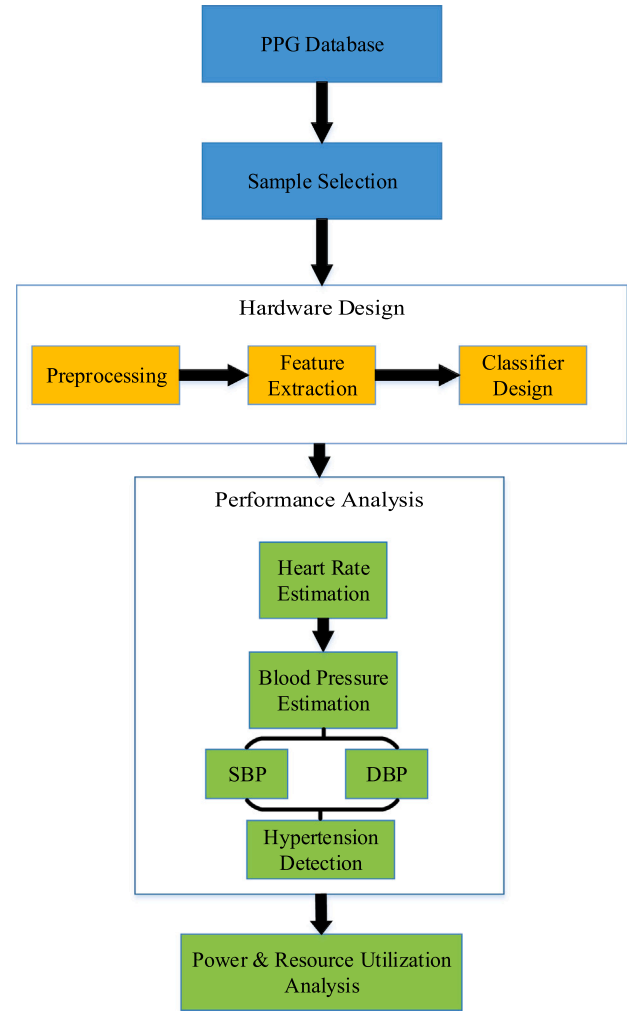 PPG Database
Sample Selection
Hardware Design
Preprocessing
Feature
Extraction
Classifier
Design
Performance Analysis
Heart Rate
Estimation
Blood Pressure
Estimation
SBP
DBP
Hypertension
Detection
Power & Resource Utilization
Analysis